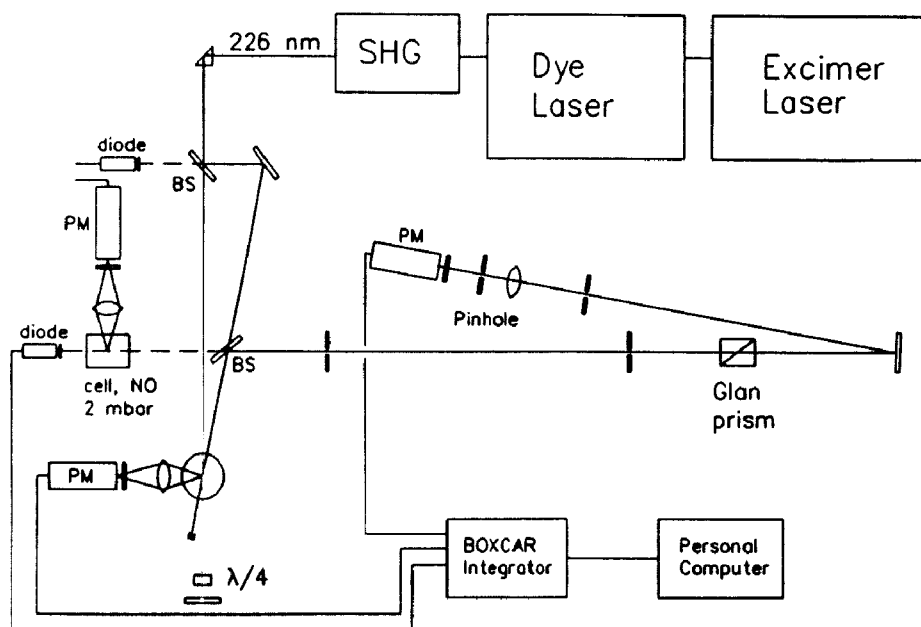 226 nm
SHG
Dye
Laser
Excimer
Laser
diode
BS
PM
PM
Pinhole
diode
BS
cell, NO
2 mbar
Glan
prism
PM
λ/4
BOXCAR
Integrator
Personal
Computer